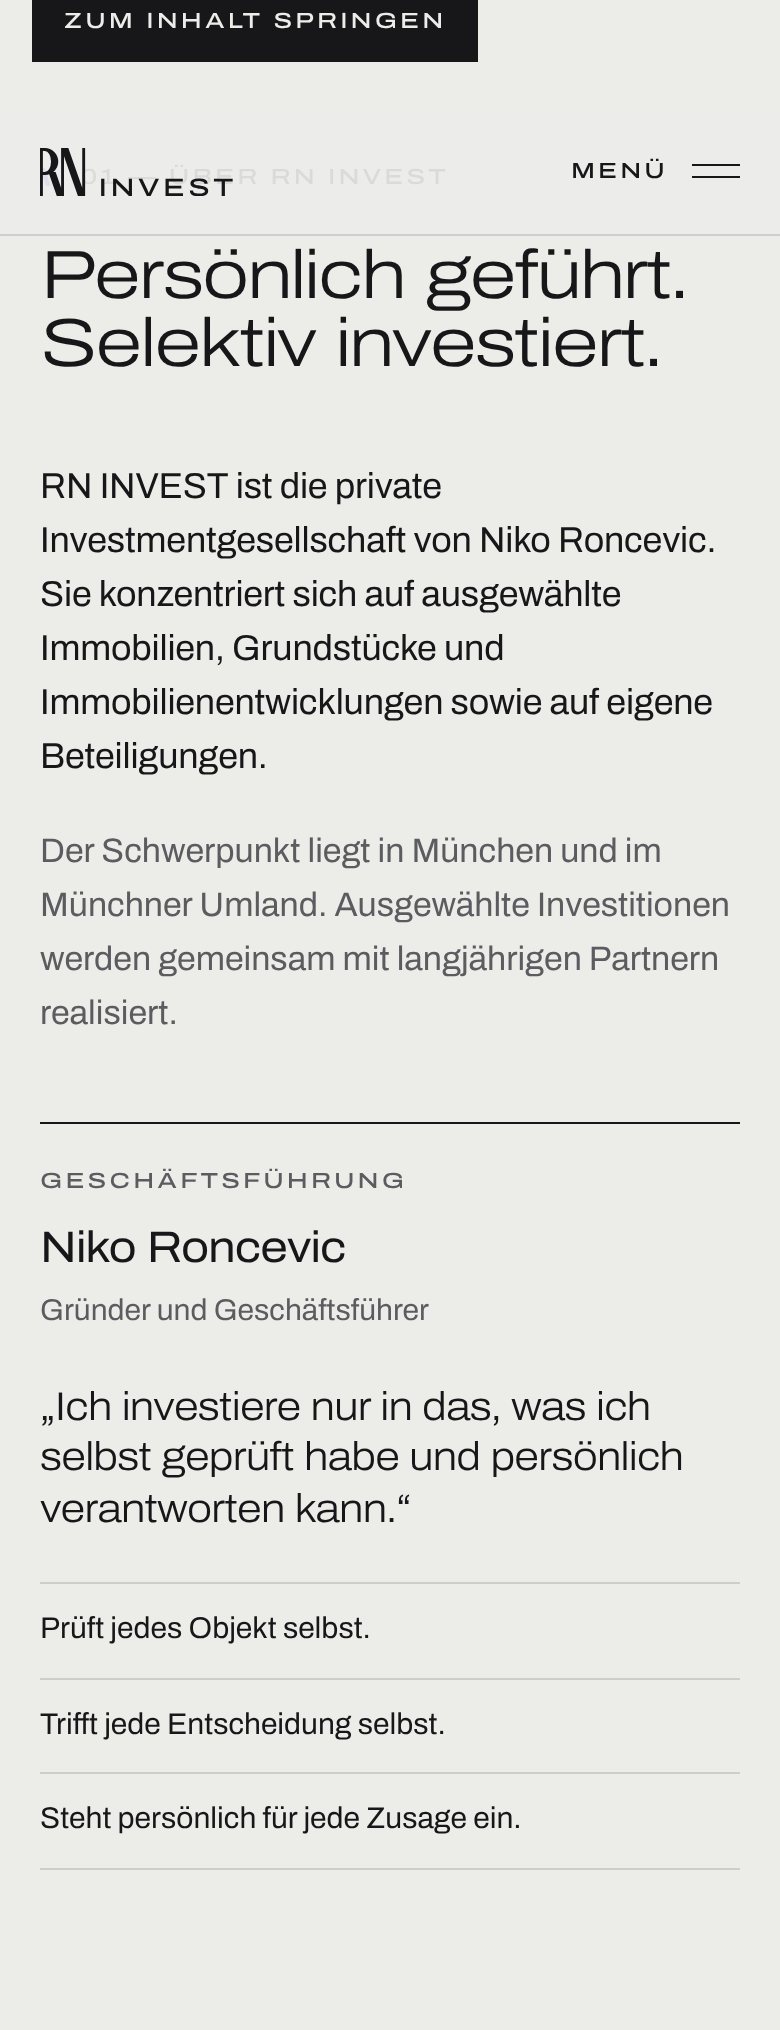 ZUM INHALT SPRINGEN
RN INVEST
01 — ÜBER RN INVEST
MENÜ
Persönlich geführt.
Selektiv investiert.
RN INVEST ist die private
Investmentgesellschaft von Niko Roncevic.
Sie konzentriert sich auf ausgewählte
Immobilien, Grundstücke und
Immobilienentwicklungen sowie auf eigene
Beteiligungen.
Der Schwerpunkt liegt in München und im
Münchner Umland. Ausgewählte Investitionen
werden gemeinsam mit langjährigen Partnern
realisiert.
GESCHÄFTSFÜHRUNG
Niko Roncevic
Gründer und Geschäftsführer
„Ich investiere nur in das, was ich
selbst geprüft habe und persönlich
verantworten kann.“
Prüft jedes Objekt selbst.
Trifft jede Entscheidung selbst.
Steht persönlich für jede Zusage ein.